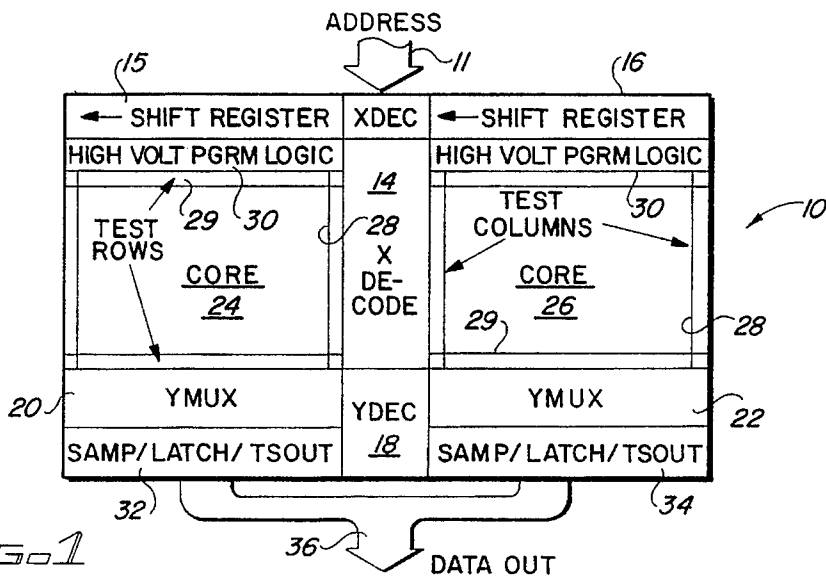 ADDRESS
11
15
16
SHIFT REGISTER
XDEC
SHIFT REGISTER
HIGH VOLT PGRM LOGIC
HIGH VOLT PGRM LOGIC
14
29
30
28
30
10
TEST
ROWS
TEST
COLUMNS
X
DE-
CODE
CORE
24
CORE
26
29
28
20
YMUX
YDEC
18
YMUX
22
SAMP/LATCH/TSOUT
SAMP/LATCH/TSOUT
32
34
36
DATA OUT
G-1